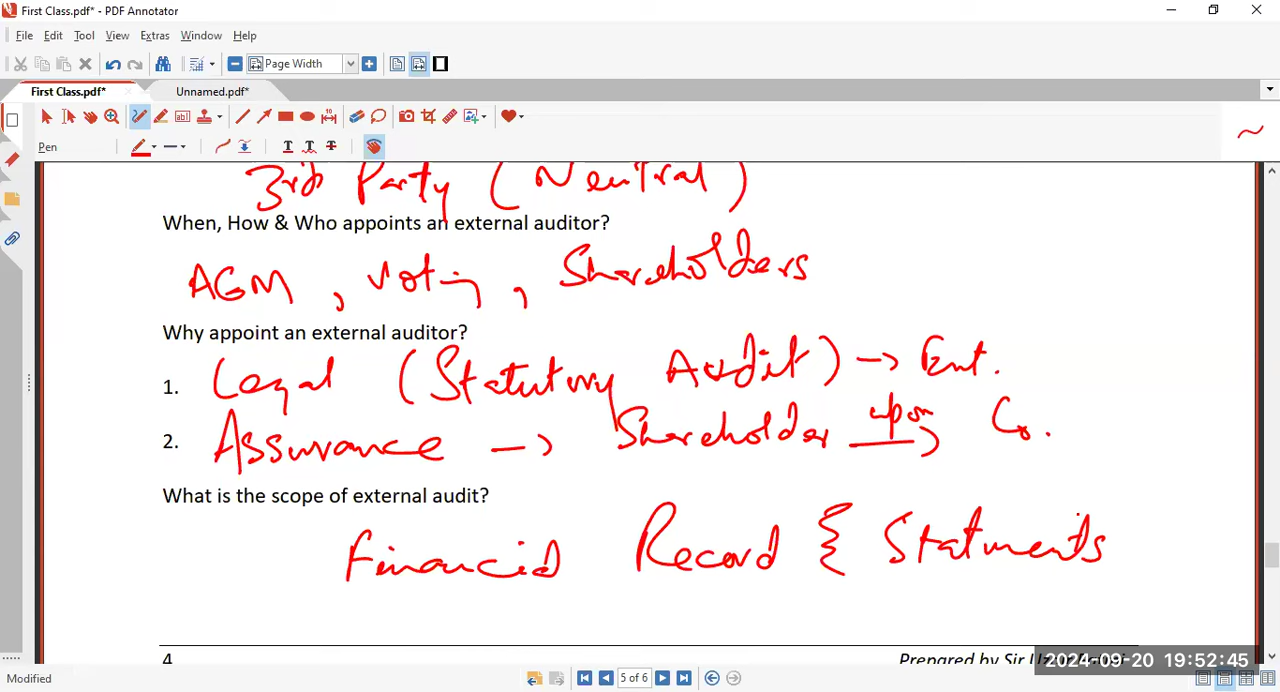 First Class.pdf* - PDF Annotator
File Edit Tool View Extras Window Help
Page Width
First Class.pdf* Unnamed.pdf*
Pen
3rd Party (Neutral)
When, How & Who appoints an external auditor?
AGM, Voting, Shareholders
Why appoint an external auditor?
1. Legal (Statutory Audit) → Ent.
2. Assurance → Shareholder upon → Co.
What is the scope of external audit?
Financial Record & Statments
4 Prepared by Sir
2024-09-20 19:52:45
5 of 6
Modified